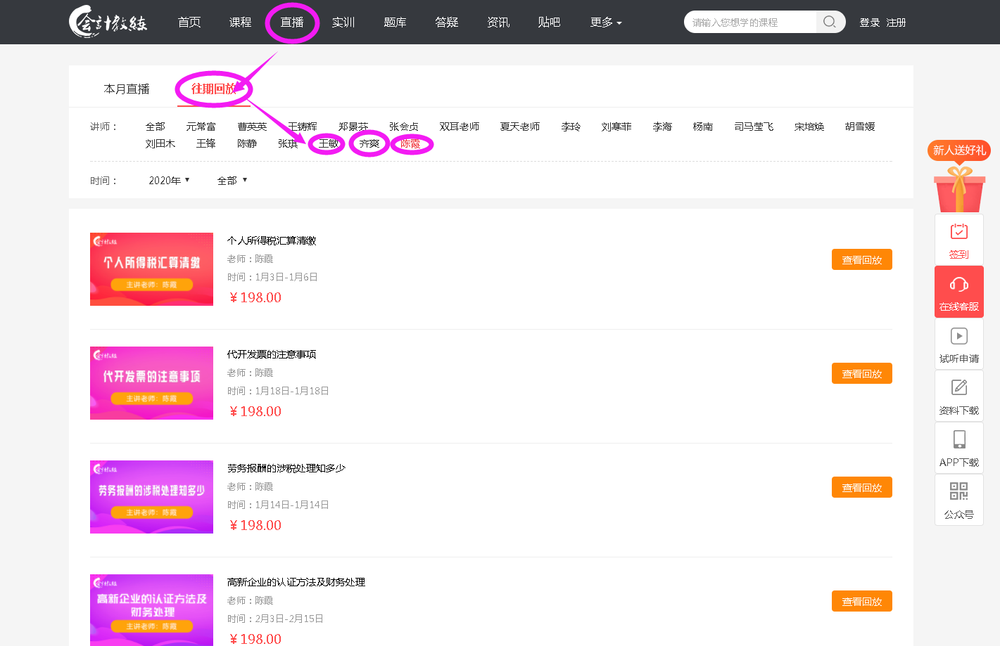 会计教练 首页 课程 直播 实训 题库 答疑 资讯 贴吧 更多 请输入您想学的课程 登录 注册
本月直播 往期回放
讲师： 全部 元常富 曹英英 王铸辉 郑景芬 张会贞 双耳老师 夏天老师 李玲 刘寒菲 李海 杨南 司马莹飞 宋培焕 胡雪媛
刘田木 王锋 陈静 张琪 王敏 齐爽 陈霞
时间： 2020年 全部
新人送好礼
签到
在线客服
试听申请
资料下载
APP下载
公众号
会计教练
个人所得税汇算清缴
主讲老师：陈霞
个人所得税汇算清缴
老师：陈霞
时间：1月3日-1月6日
￥198.00
查看回放
会计教练
代开发票的注意事项
主讲老师：陈霞
代开发票的注意事项
老师：陈霞
时间：1月18日-1月18日
￥198.00
查看回放
会计教练
劳务报酬的涉税处理知多少
主讲老师：陈霞
劳务报酬的涉税处理知多少
老师：陈霞
时间：1月14日-1月14日
￥198.00
查看回放
会计教练
高新企业的认证方法及
财务处理
主讲老师：陈霞
高新企业的认证方法及财务处理
老师：陈霞
时间：2月3日-2月15日
￥198.00
查看回放